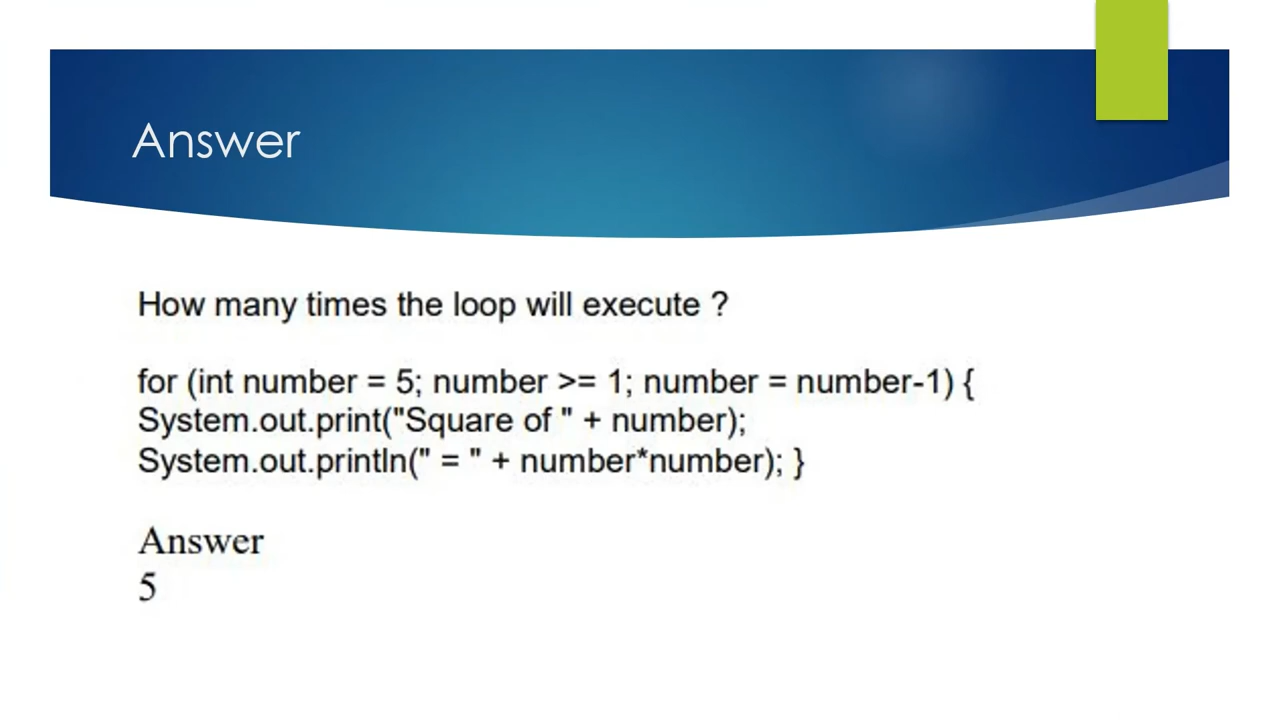 Answer
How many times the loop will execute ?
for (int number = 5; number >= 1; number = number-1) {
System.out.print("Square of " + number);
System.out.println(" = " + number*number); }
Answer
5